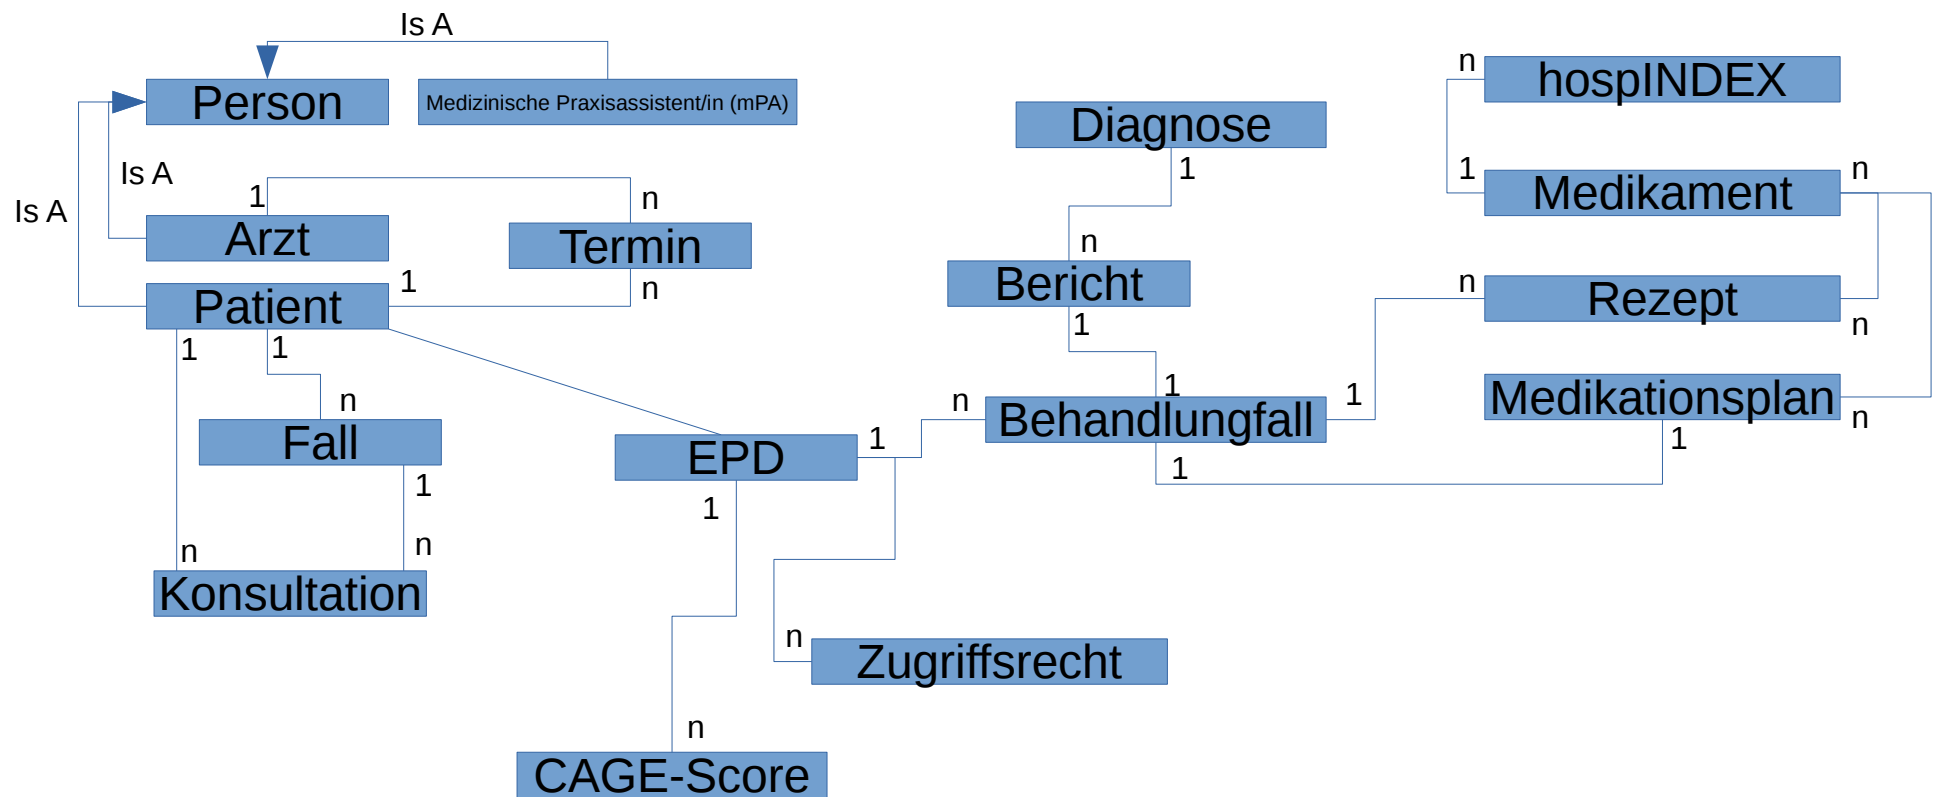 Is A
Person
Medizinische Praxisassistent/in (mPA)
Is A
Is A
1
n
Arzt
Termin
1
n
Patient
1
1
n
Fall
1
n
n
Konsultation
Diagnose
1
n
Bericht
1
1
n
Behandlungfall
1
1
EPD
1
1
n
Zugriffsrecht
n
CAGE-Score
n
hospINDEX
1
Medikament
n
n
Rezept
n
Medikationsplan
n
1